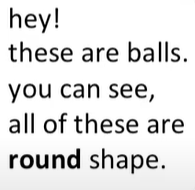 hey!
these are balls.
you can see,
all of these are
round shape.